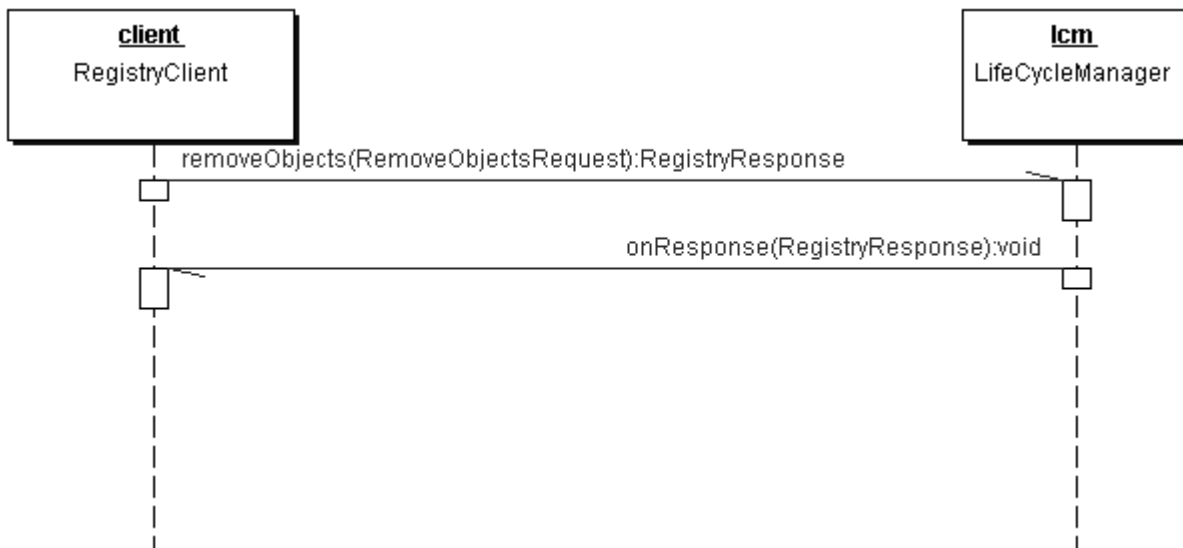 client
RegistryClient
lcm
LifeCycleManager
removeObjects(RemoveObjectsRequest):RegistryResponse
onResponse(RegistryResponse):void